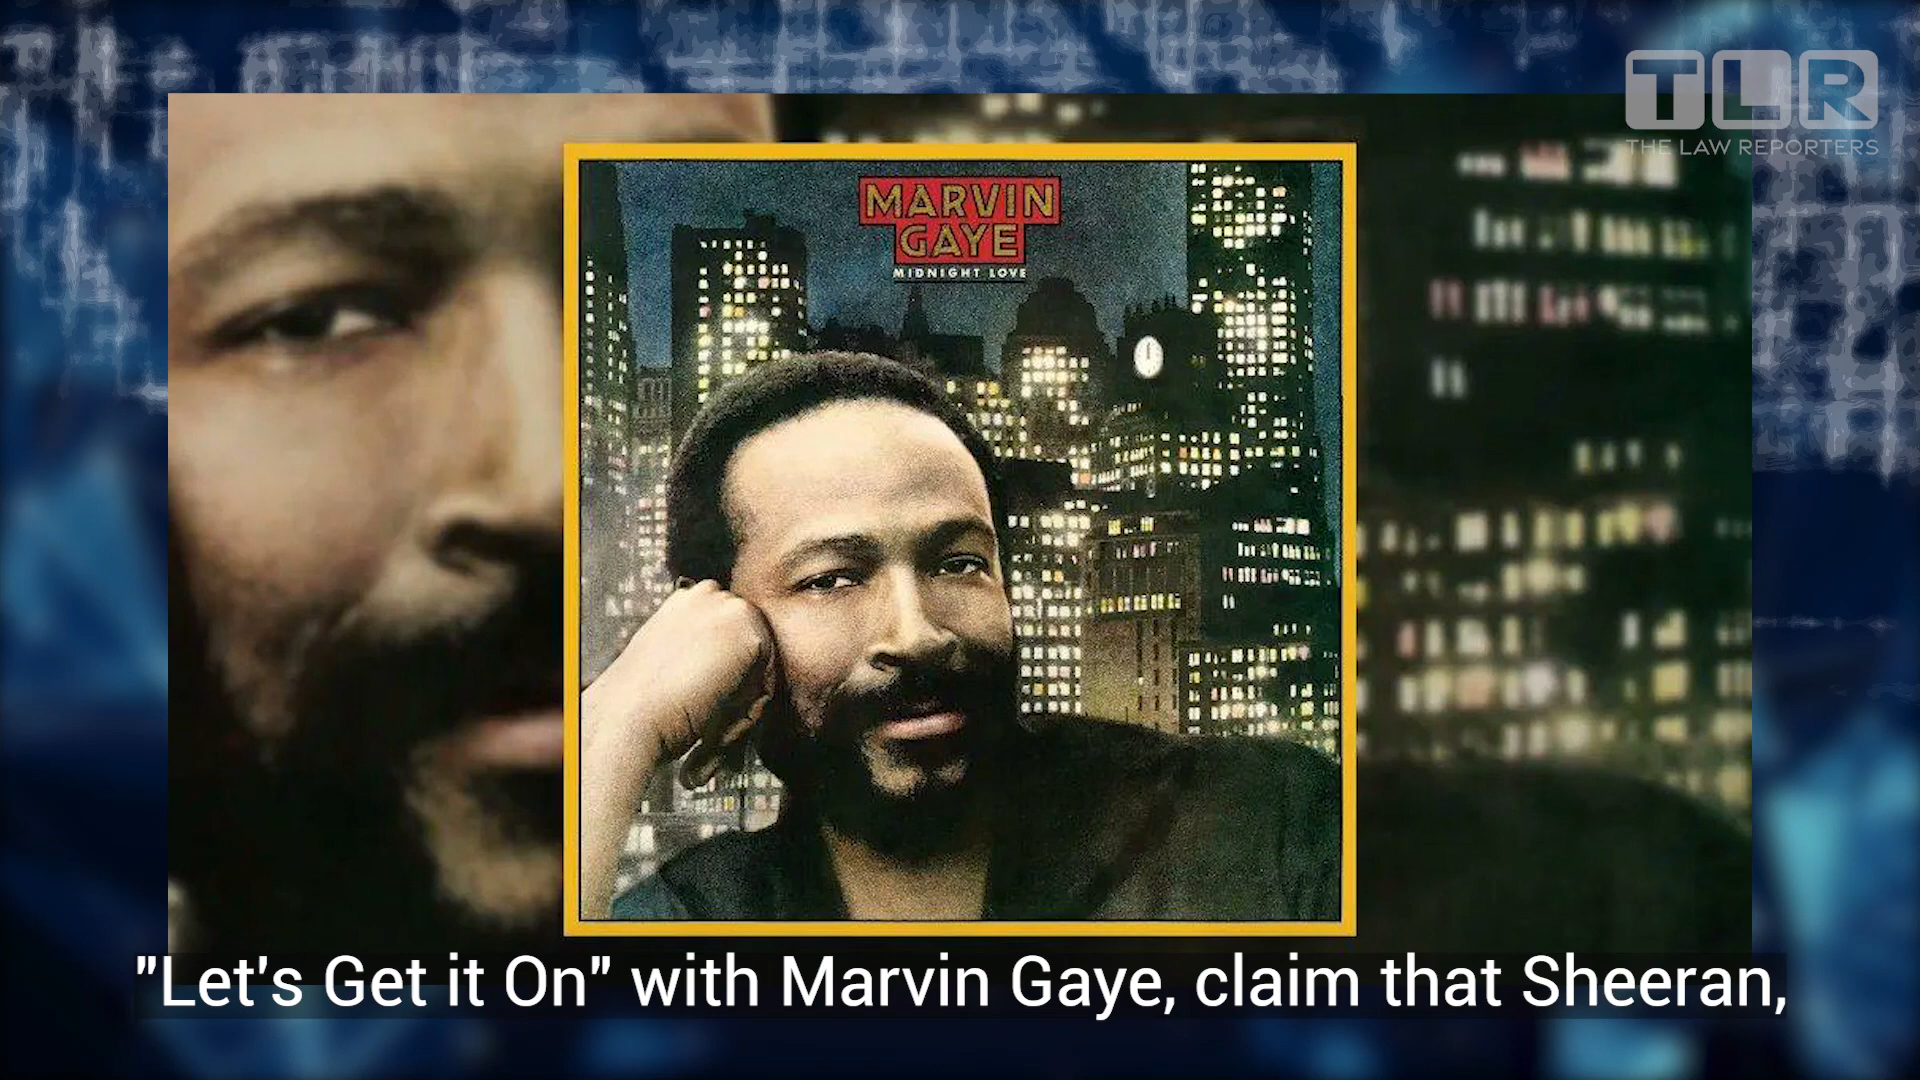 TLR
THE LAW REPORTERS
MARVIN
GAYE
MIDNIGHT LOVE
"Let's Get it On" with Marvin Gaye, claim that Sheeran,